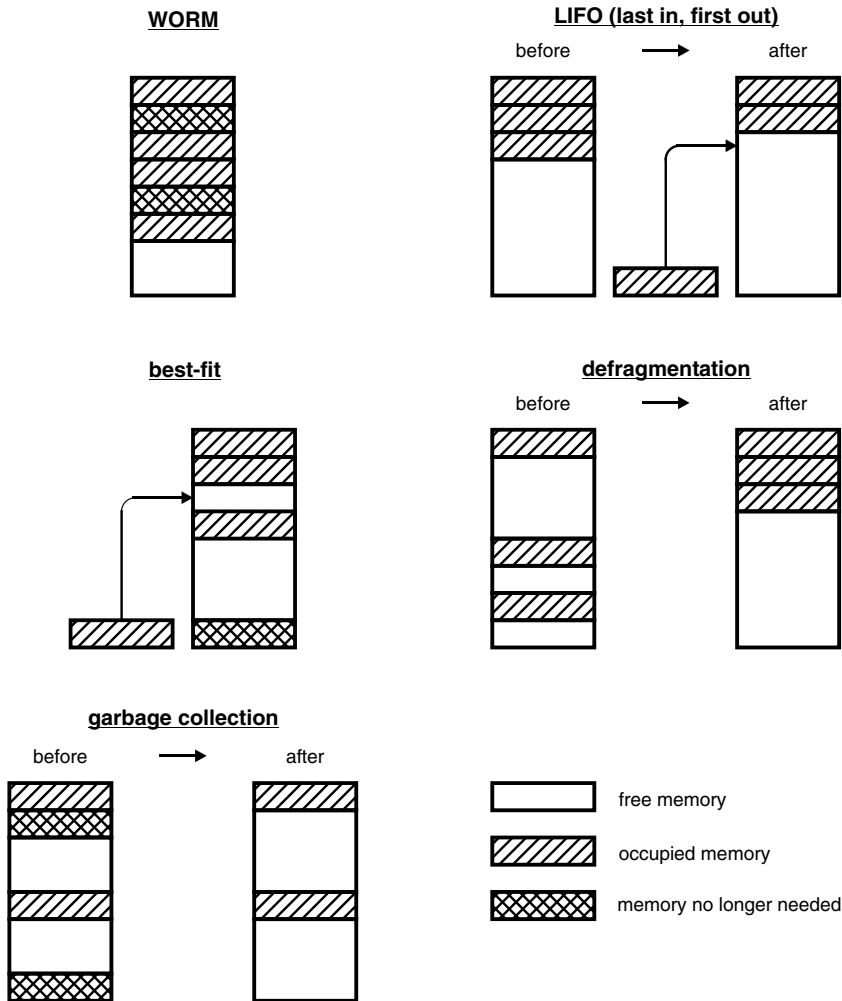 WORM
LIFO (last in, first out)
before
after
best-fit
defragmentation
before
after
garbage collection
before
after
free memory
occupied memory
memory no longer needed